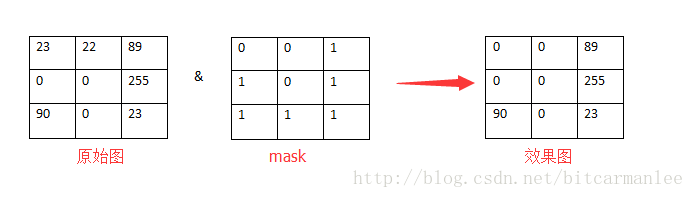 23 22 89 0 0 1 0 0 89
0 0 255 & 1 0 1 0 0 255
90 0 23 1 1 1 90 0 23
原始图 mask 效果图
http://blog.csdn.net/bitcarmanlee